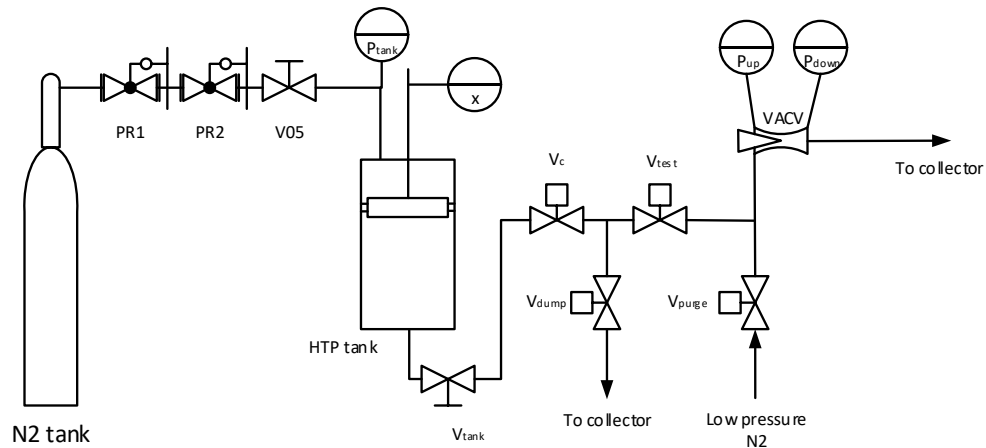 Ptank
Pup
Pdown
x
VACV
PR1
PR2
V05
To collector
Vc
Vtest
Vdump
Vpurge
HTP tank
To collector
Low pressure
N2
N2 tank
Vtank